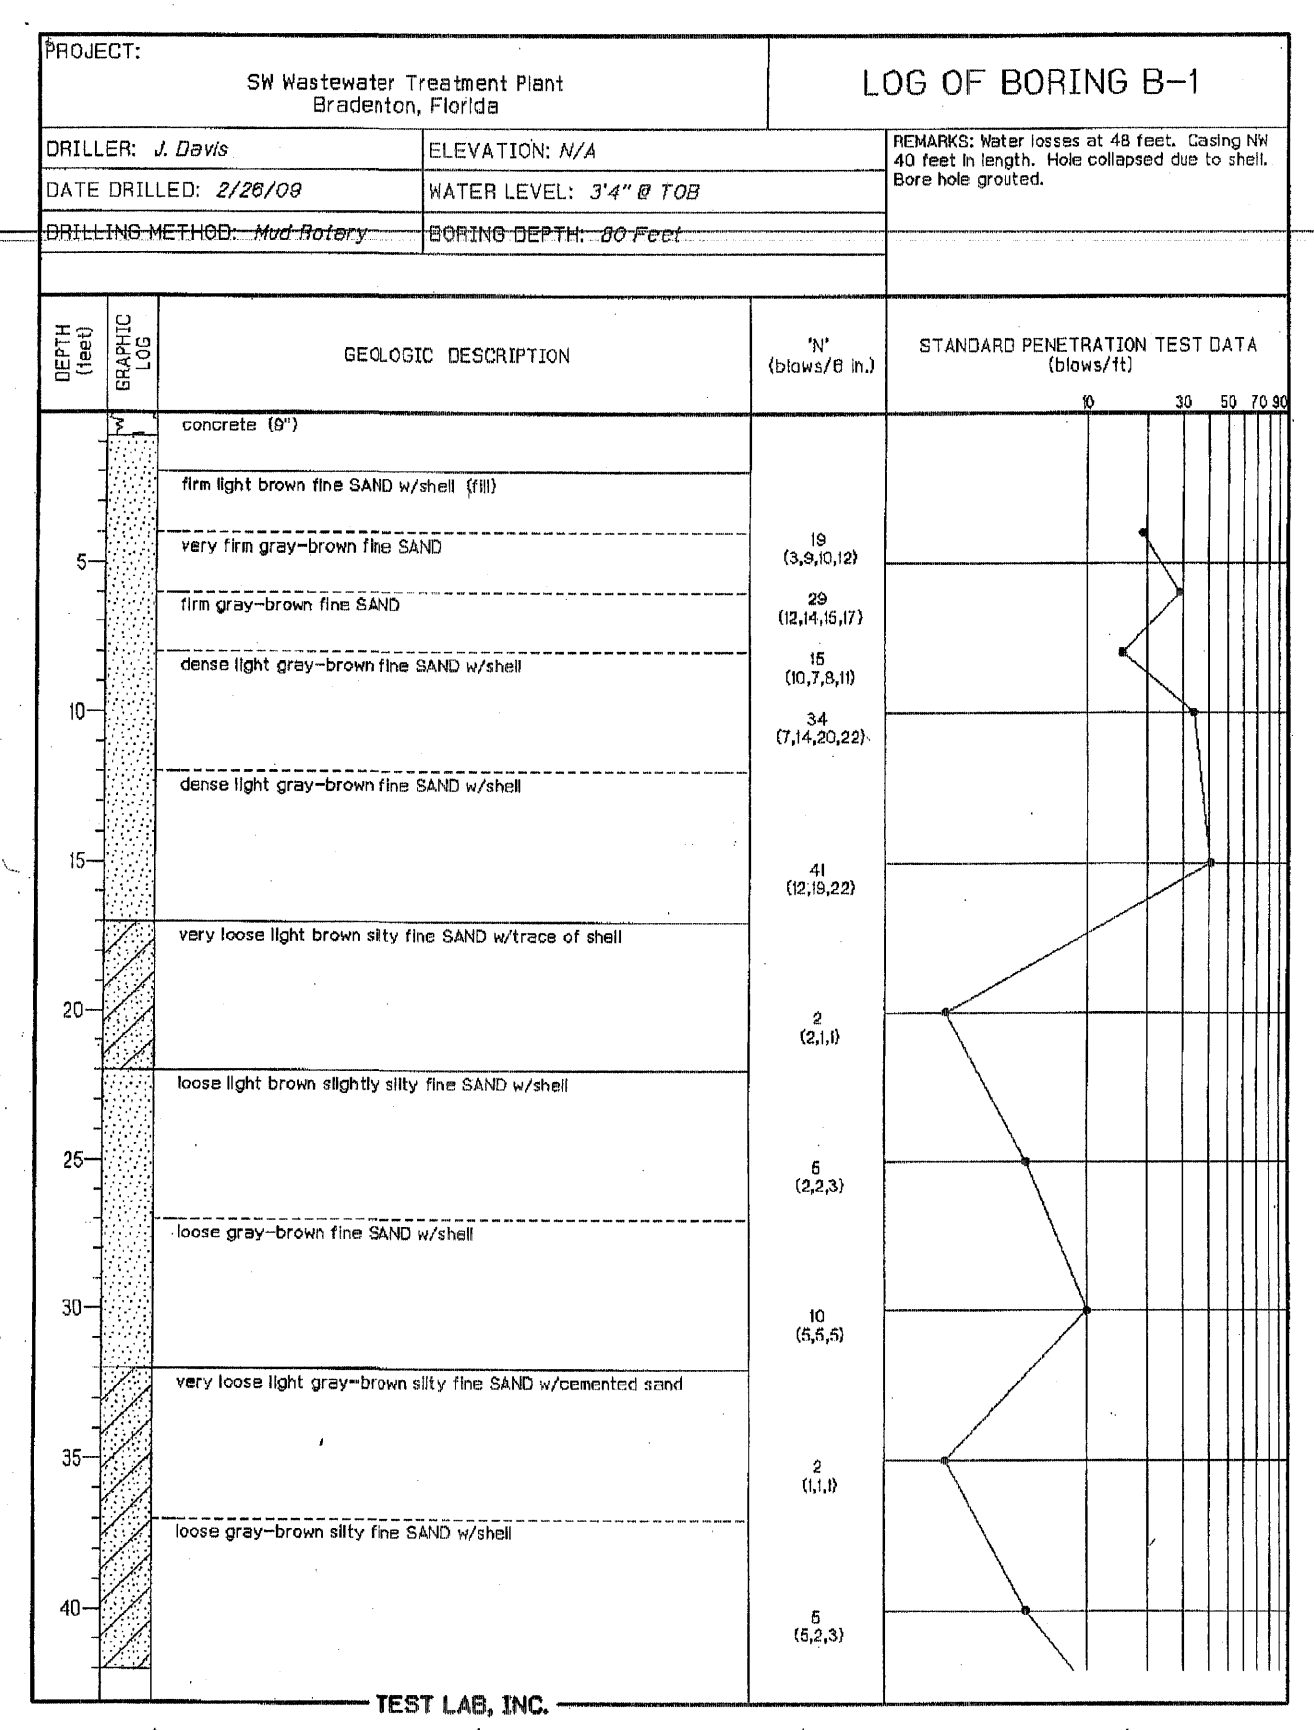 PROJECT:
SW Wastewater Treatment Plant
Bradenton, Florida
LOG OF BORING B-1
DRILLER: J. Davis
ELEVATION: N/A
REMARKS: Water losses at 48 feet. Casing NW
40 feet in length. Hole collapsed due to shell.
Bore hole grouted.
DATE DRILLED: 2/26/09
WATER LEVEL: 3'4" @ TOB
DRILLING METHOD: Mud Rotary
BORING DEPTH: 80 Feet
DEPTH
(feet)
GRAPHIC
LOG
GEOLOGIC DESCRIPTION
'N'
(blows/6 in.)
STANDARD PENETRATION TEST DATA
(blows/ft)
10 30 50 70 90
concrete (9")
firm light brown fine SAND w/shell (fill)
very firm gray-brown fine SAND
19
(3,9,10,12)
5
firm gray-brown fine SAND
29
(12,14,15,17)
dense light gray-brown fine SAND w/shell
15
(10,7,8,11)
10
34
(7,14,20,22)
dense light gray-brown fine SAND w/shell
15
41
(12,19,22)
very loose light brown silty fine SAND w/trace of shell
20
2
(2,1,1)
loose light brown slightly silty fine SAND w/shell
25
5
(2,2,3)
loose gray-brown fine SAND w/shell
30
10
(5,5,5)
very loose light gray-brown silty fine SAND w/cemented sand
35
2
(1,1,1)
loose gray-brown silty fine SAND w/shell
40
5
(5,2,3)
TEST LAB, INC.